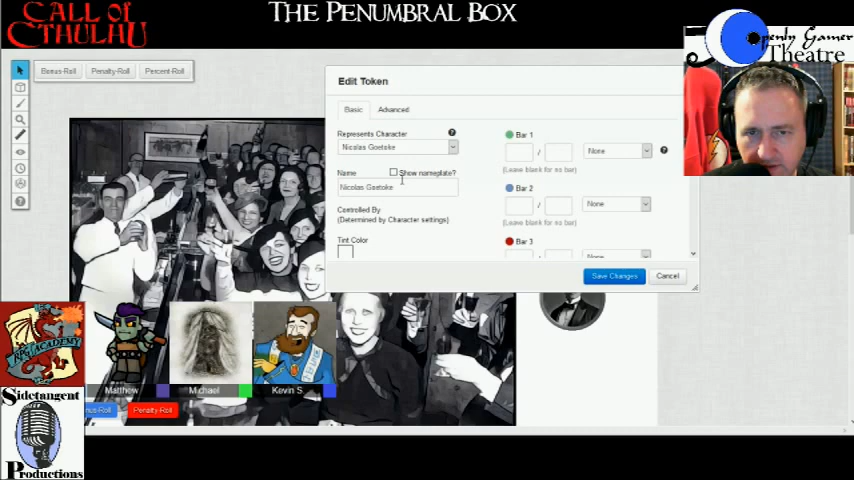 CALL OF
CTHULHU
THE PENUMBRAL BOX
Openly Gamer
Theatre
Bonus-Roll
Penalty-Roll
Percent-Roll
Edit Token
Basic
Advanced
Represents Character
Nicolas Goetske
Name
Show nameplate?
Nicolas Goetske
Controlled By
(Determined by Character settings)
Tint Color
Bar 1
/
None
(Leave blank for no bar)
Bar 2
/
None
(Leave blank for no bar)
Bar 3
/
None
Save Changes
Cancel
RPG ACADEMY
Matthew
Michael
Kevin S.
nus-Roll
Penalty-Roll
Sidetangent
Productions